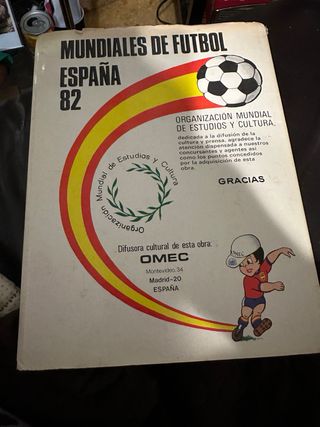 MUNDIALES DE FUTBOL
ESPAÑA
82
ORGANIZACION MUNDIAL
DE ESTUDIOS Y CULTURA.
dedicada a la difusión de la
cultura y prensa, agradece la
atención dispensada a nuestros
concursantes y agentes así
como los puntos concedidos
por la adquisición de esta
obra.
GRACIAS
Organización Mundial de Estudios Y Cultura
Difusora cultural de esta obra:
OMEC
Montevideo, 34
Madrid-20
ESPAÑA